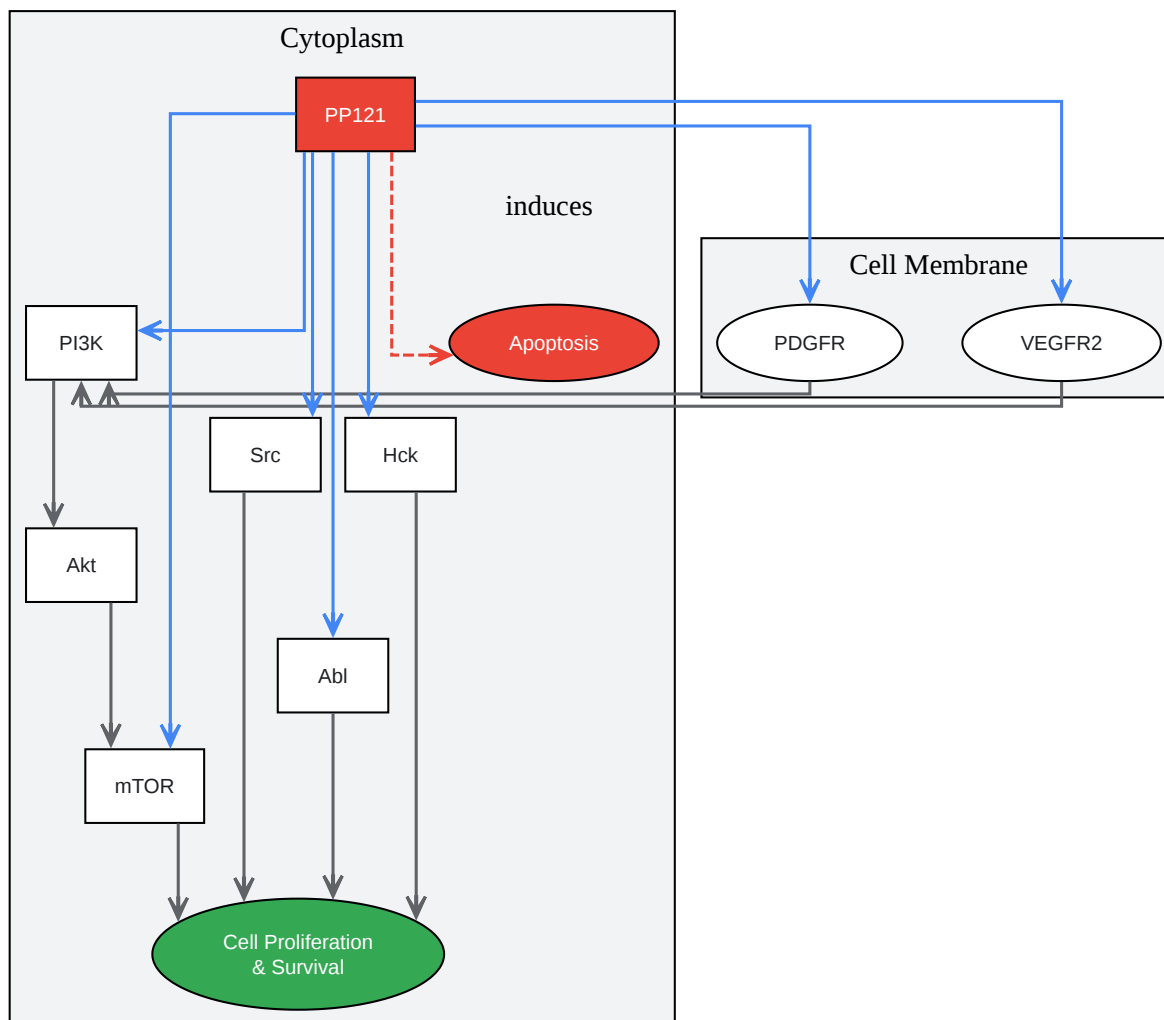 Cytoplasm
PP121
induces
Cell Membrane
PI3K
Apoptosis
PDGFR
VEGFR2
Src
Hck
Akt
Abl
mTOR
Cell Proliferation
& Survival